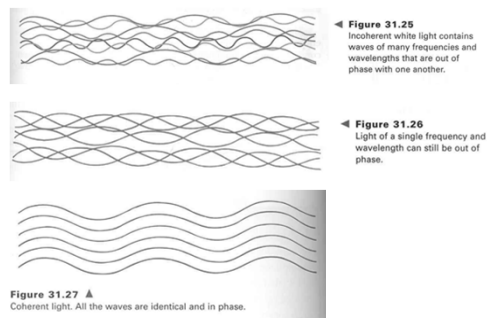 ◄ Figure 31.25
Incoherent white light contains
waves of many frequencies and
wavelengths that are out of
phase with one another.
◄ Figure 31.26
Light of a single frequency and
wavelength can still be out of
phase.
Figure 31.27 ▲
Coherent light. All the waves are identical and in phase.